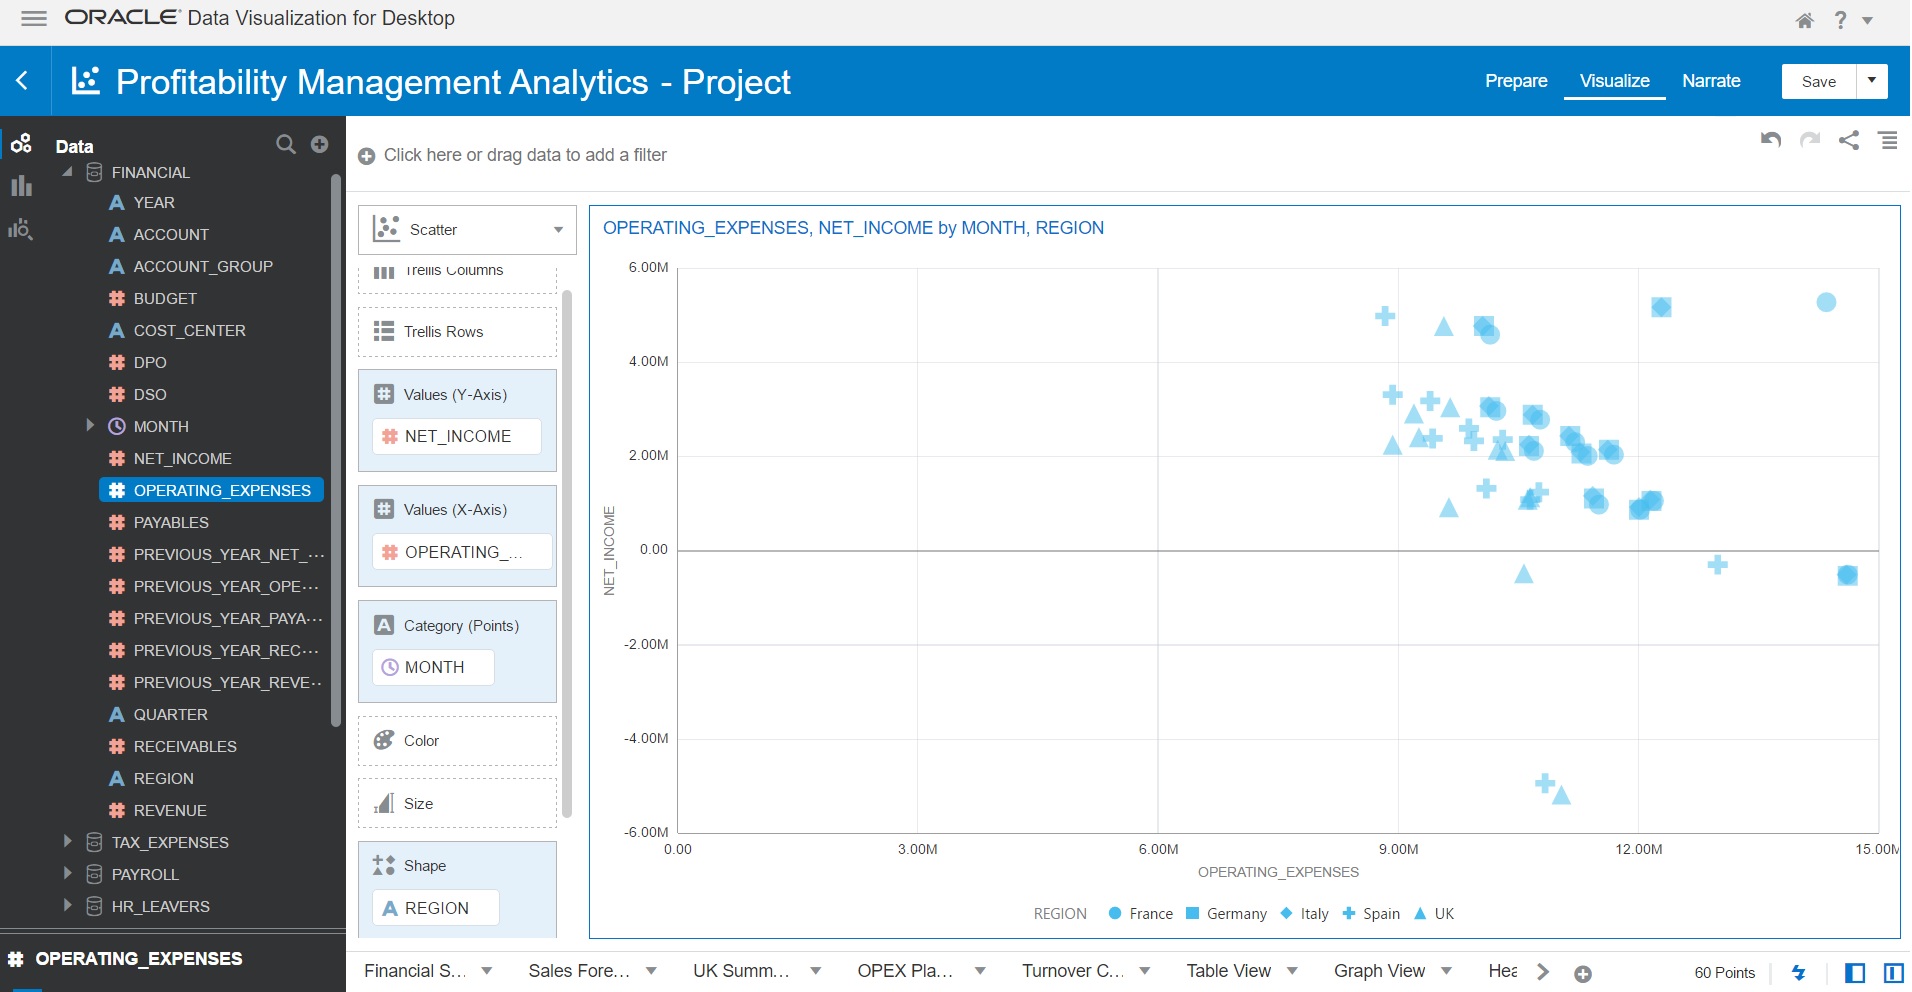 ORACLE Data Visualization for Desktop
?
Profitability Management Analytics - Project
Prepare
Visualize
Narrate
Save
Data
FINANCIAL
A YEAR
A ACCOUNT
A ACCOUNT_GROUP
# BUDGET
A COST_CENTER
# DPO
# DSO
MONTH
# NET_INCOME
# OPERATING_EXPENSES
# PAYABLES
# PREVIOUS_YEAR_NET_...
# PREVIOUS_YEAR_OPE...
# PREVIOUS_YEAR_PAYA...
# PREVIOUS_YEAR_REC...
# PREVIOUS_YEAR_REVE..
A QUARTER
# RECEIVABLES
A REGION
# REVENUE
TAX_EXPENSES
PAYROLL
HR_LEAVERS
# OPERATING_EXPENSES
Click here or drag data to add a filter
Scatter
Trellis Columns
Trellis Rows
# Values (Y-Axis)
# NET_INCOME
# Values (X-Axis)
# OPERATING_...
A Category (Points)
MONTH
Color
Size
Shape
A REGION
OPERATING_EXPENSES, NET_INCOME by MONTH, REGION
6.00M
4.00M
2.00M
0.00
-2.00M
-4.00M
-6.00M
NET_INCOME
0.00
3.00M
6.00M
9.00M
12.00M
15.00M
OPERATING_EXPENSES
REGION France Germany Italy Spain UK
Financial S...
Sales Fore...
UK Summ...
OPEX Pla...
Turnover C...
Table View
Graph View
Hea
60 Points